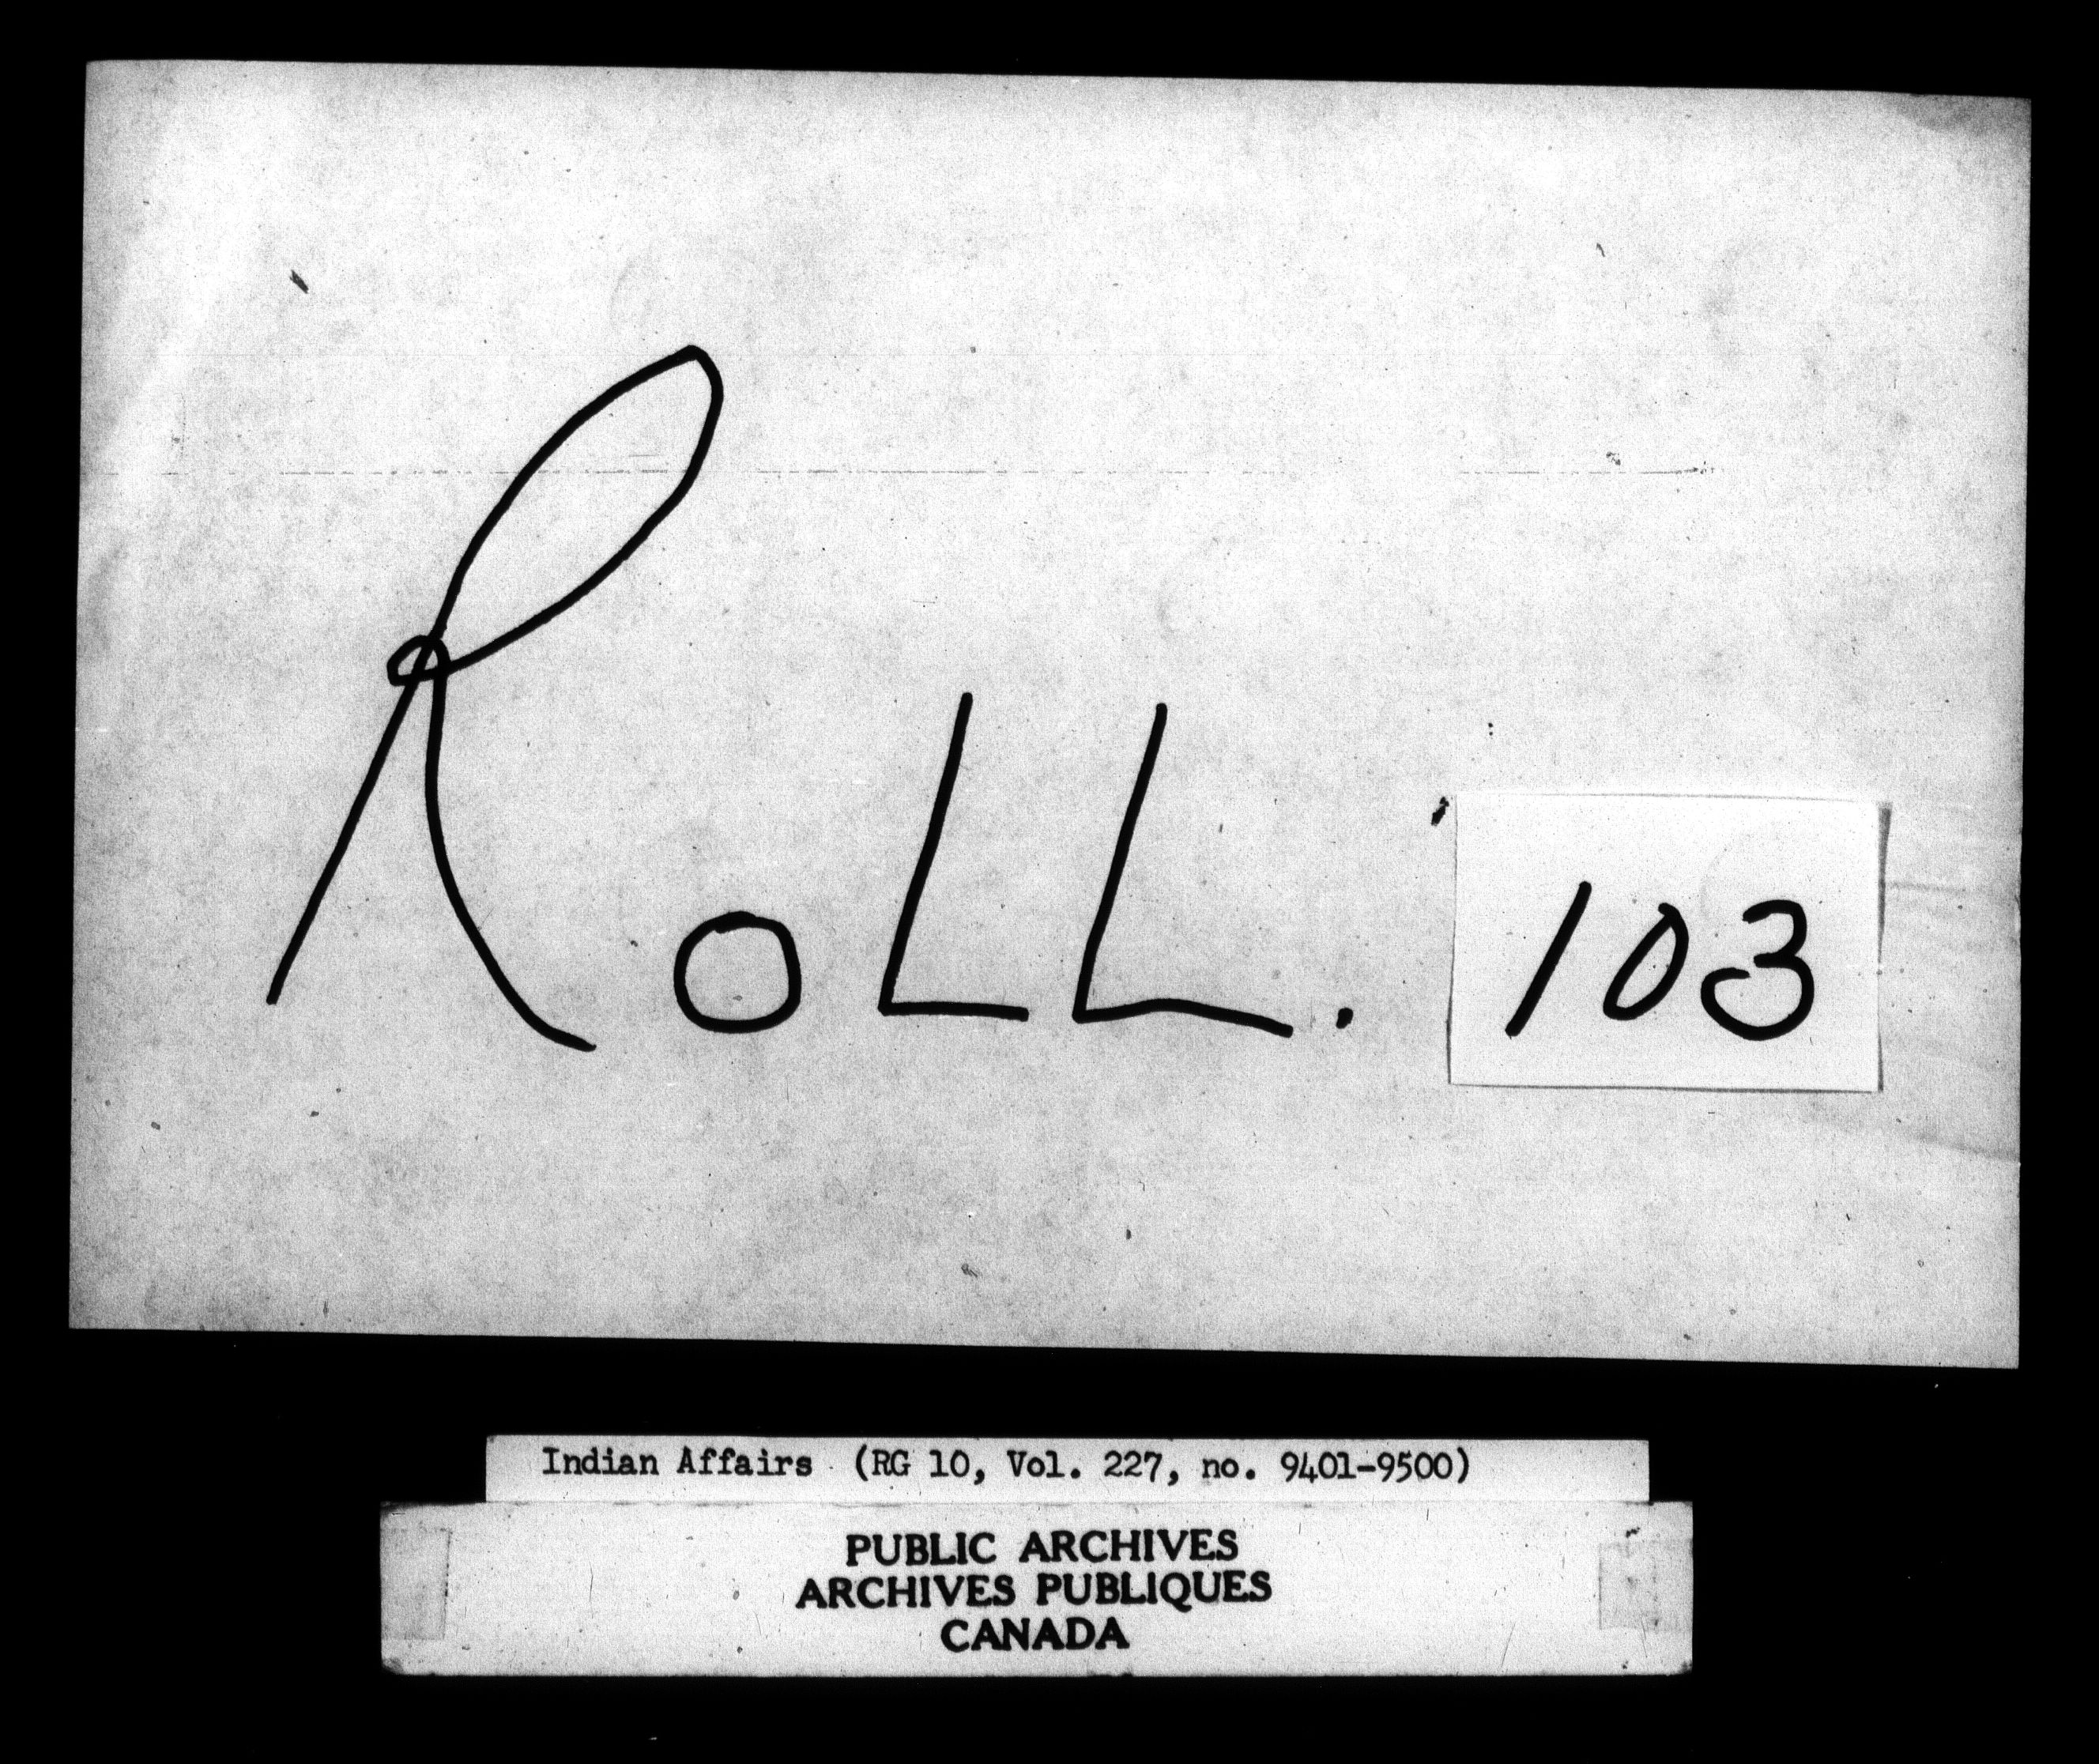 Roll. 103
Indian Affairs (RG 10, Vol. 227, no. 9401-9500)
PUBLIC ARCHIVES
ARCHIVES PUBLIQUES
CANADA